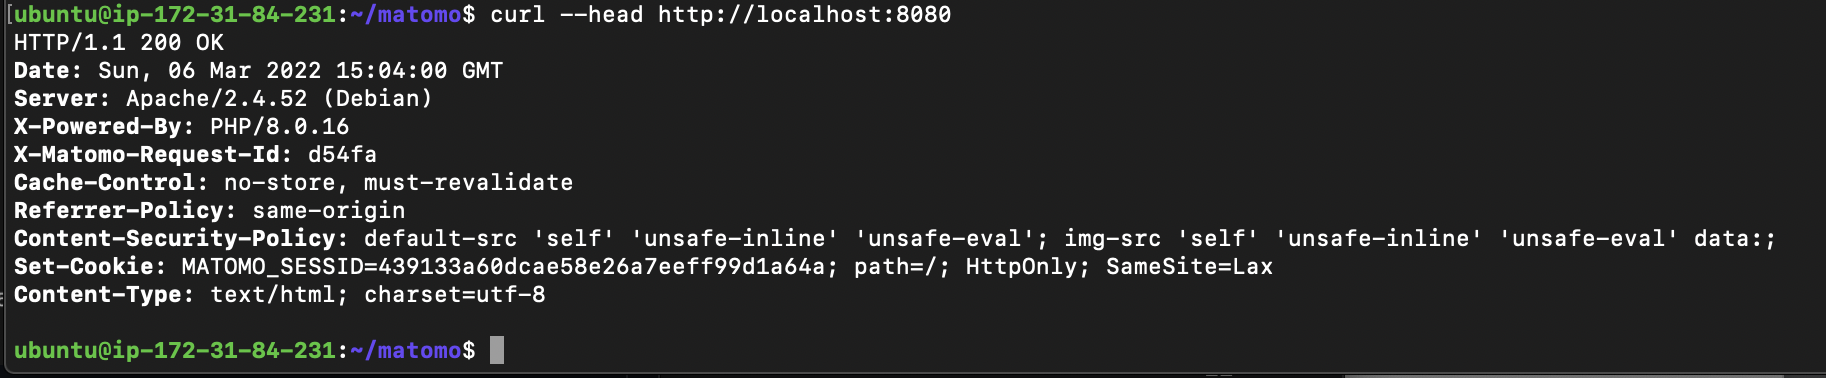 [ubuntu@ip-172-31-84-231:~/matomo$ curl --head http://localhost:8080
HTTP/1.1 200 OK
Date: Sun, 06 Mar 2022 15:04:00 GMT
Server: Apache/2.4.52 (Debian)
X-Powered-By: PHP/8.0.16
X-Matomo-Request-Id: d54fa
Cache-Control: no-store, must-revalidate
Referrer-Policy: same-origin
Content-Security-Policy: default-src 'self' 'unsafe-inline' 'unsafe-eval'; img-src 'self' 'unsafe-inline' 'unsafe-eval' data:;
Set-Cookie: MATOMO_SESSID=439133a60dcae58e26a7eeff99d1a64a; path=/; HttpOnly; SameSite=Lax
Content-Type: text/html; charset=utf-8
ubuntu@ip-172-31-84-231:~/matomo$